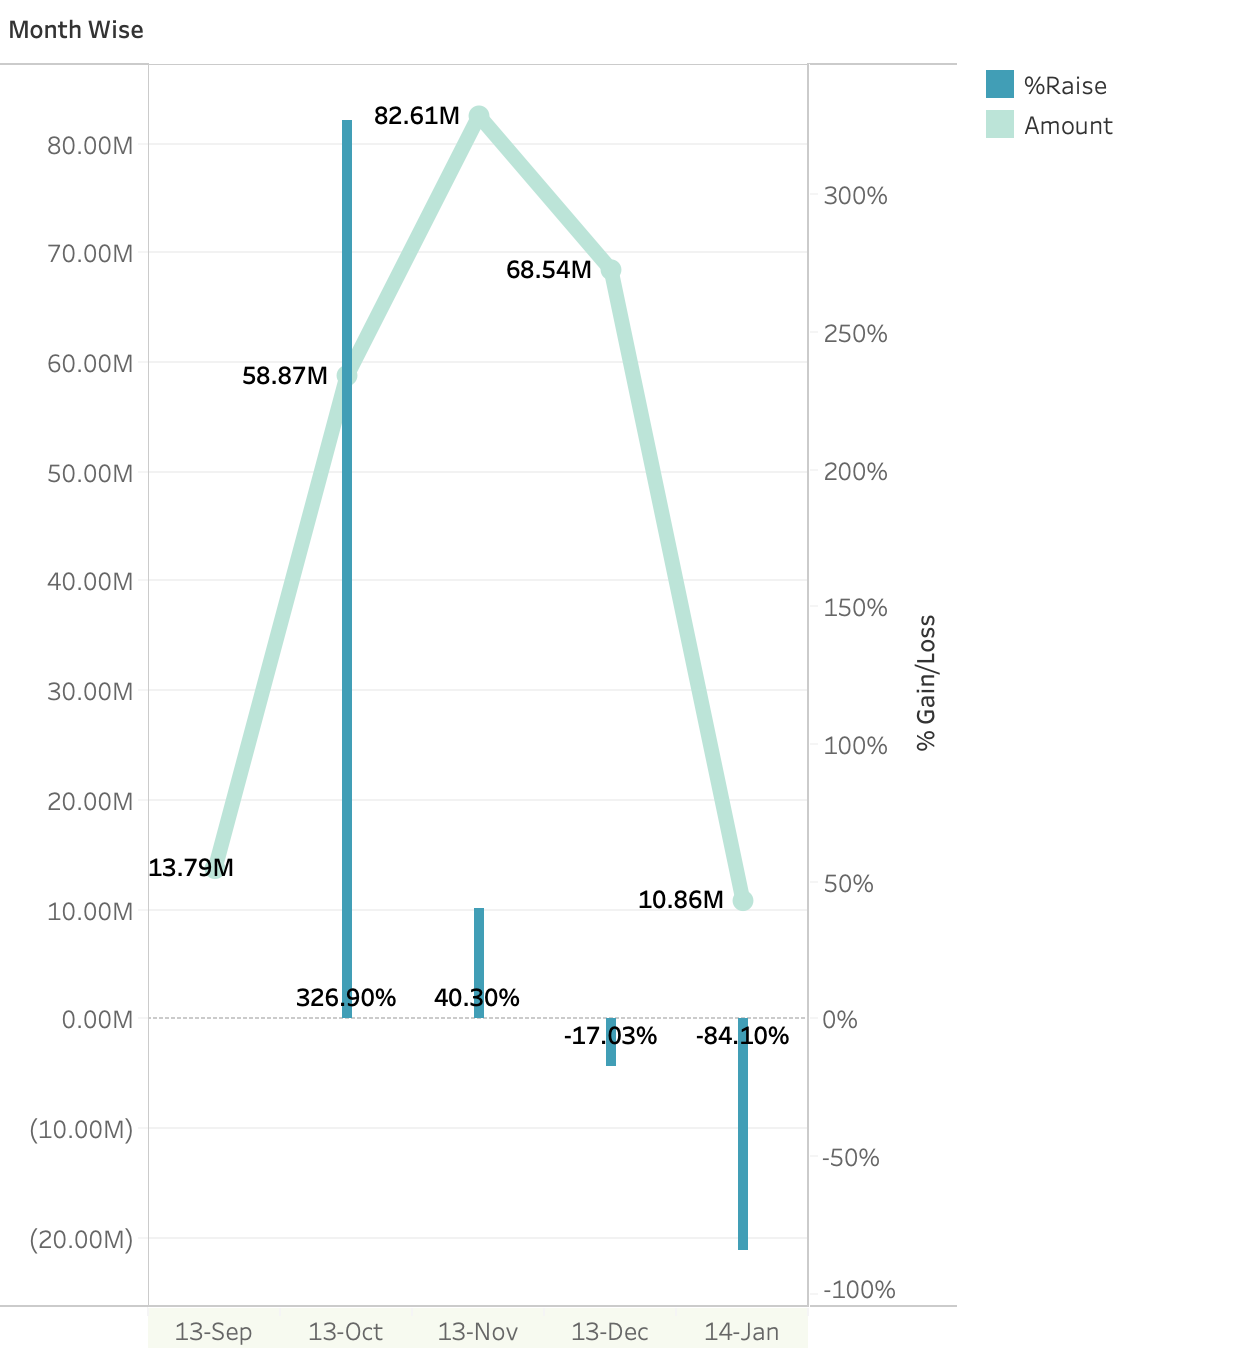 Month Wise
%Raise
Amount
82.61M
80.00M
300%
70.00M
68.54M
250%
60.00M
58.87M
50.00M
200%
40.00M
150%
% Gain/Loss
30.00M
100%
20.00M
13.79M
50%
10.86M
10.00M
326.90% 40.30%
0.00M
0%
-17.03% -84.10%
(10.00M)
-50%
(20.00M)
-100%
13-Sep 13-Oct 13-Nov 13-Dec 14-Jan